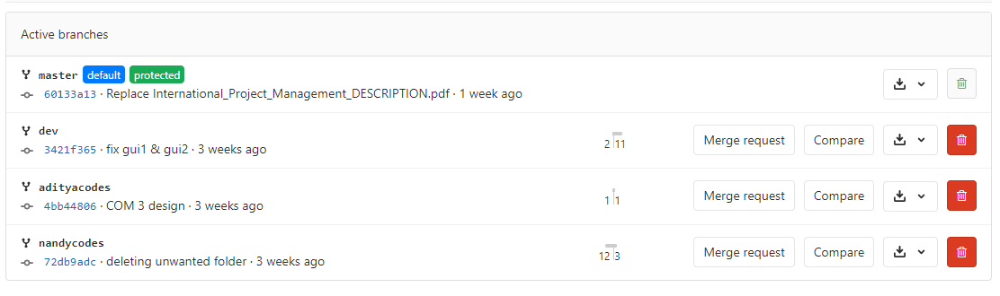 Active branches
master default protected
60133a13 · Replace International_Project_Management_DESCRIPTION.pdf · 1 week ago
dev
3421f365 · fix gui1 & gui2 · 3 weeks ago
2 11 Merge request Compare
adityacodes
4bb44806 · COM 3 design · 3 weeks ago
1 1 Merge request Compare
nandycodes
72db9adc · deleting unwanted folder · 3 weeks ago
12 3 Merge request Compare